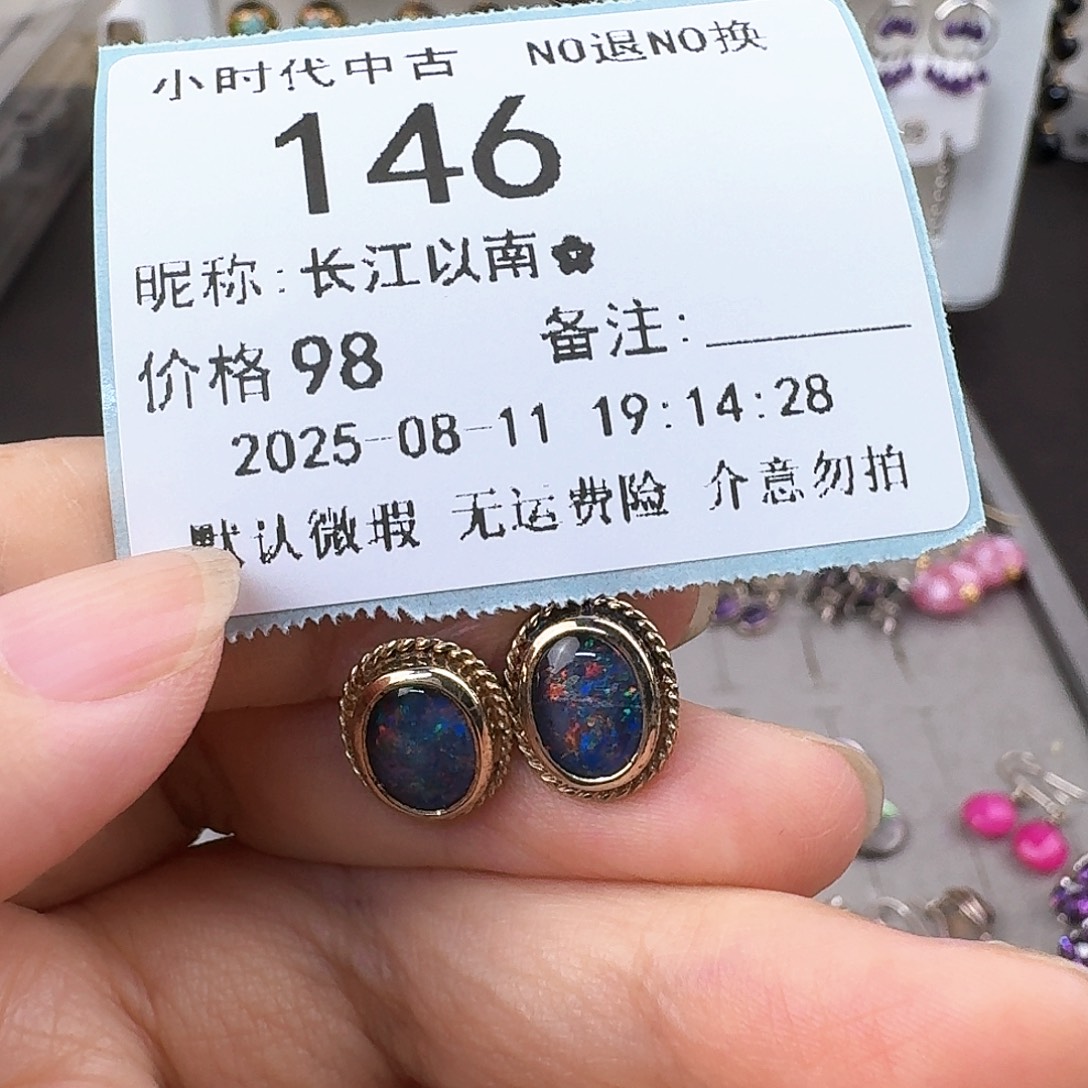 小时代中古 NO退NO换
146
昵称:长江以南
价格 98 备注:
2025-08-11 19:14:28
默认微瑕 无运费险 介意勿拍